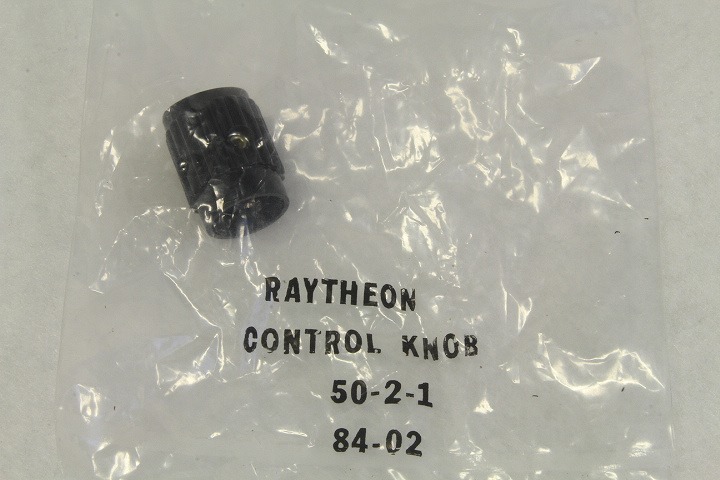 RAYTHEON
CONTROL KNOB
50-2-1
84-02